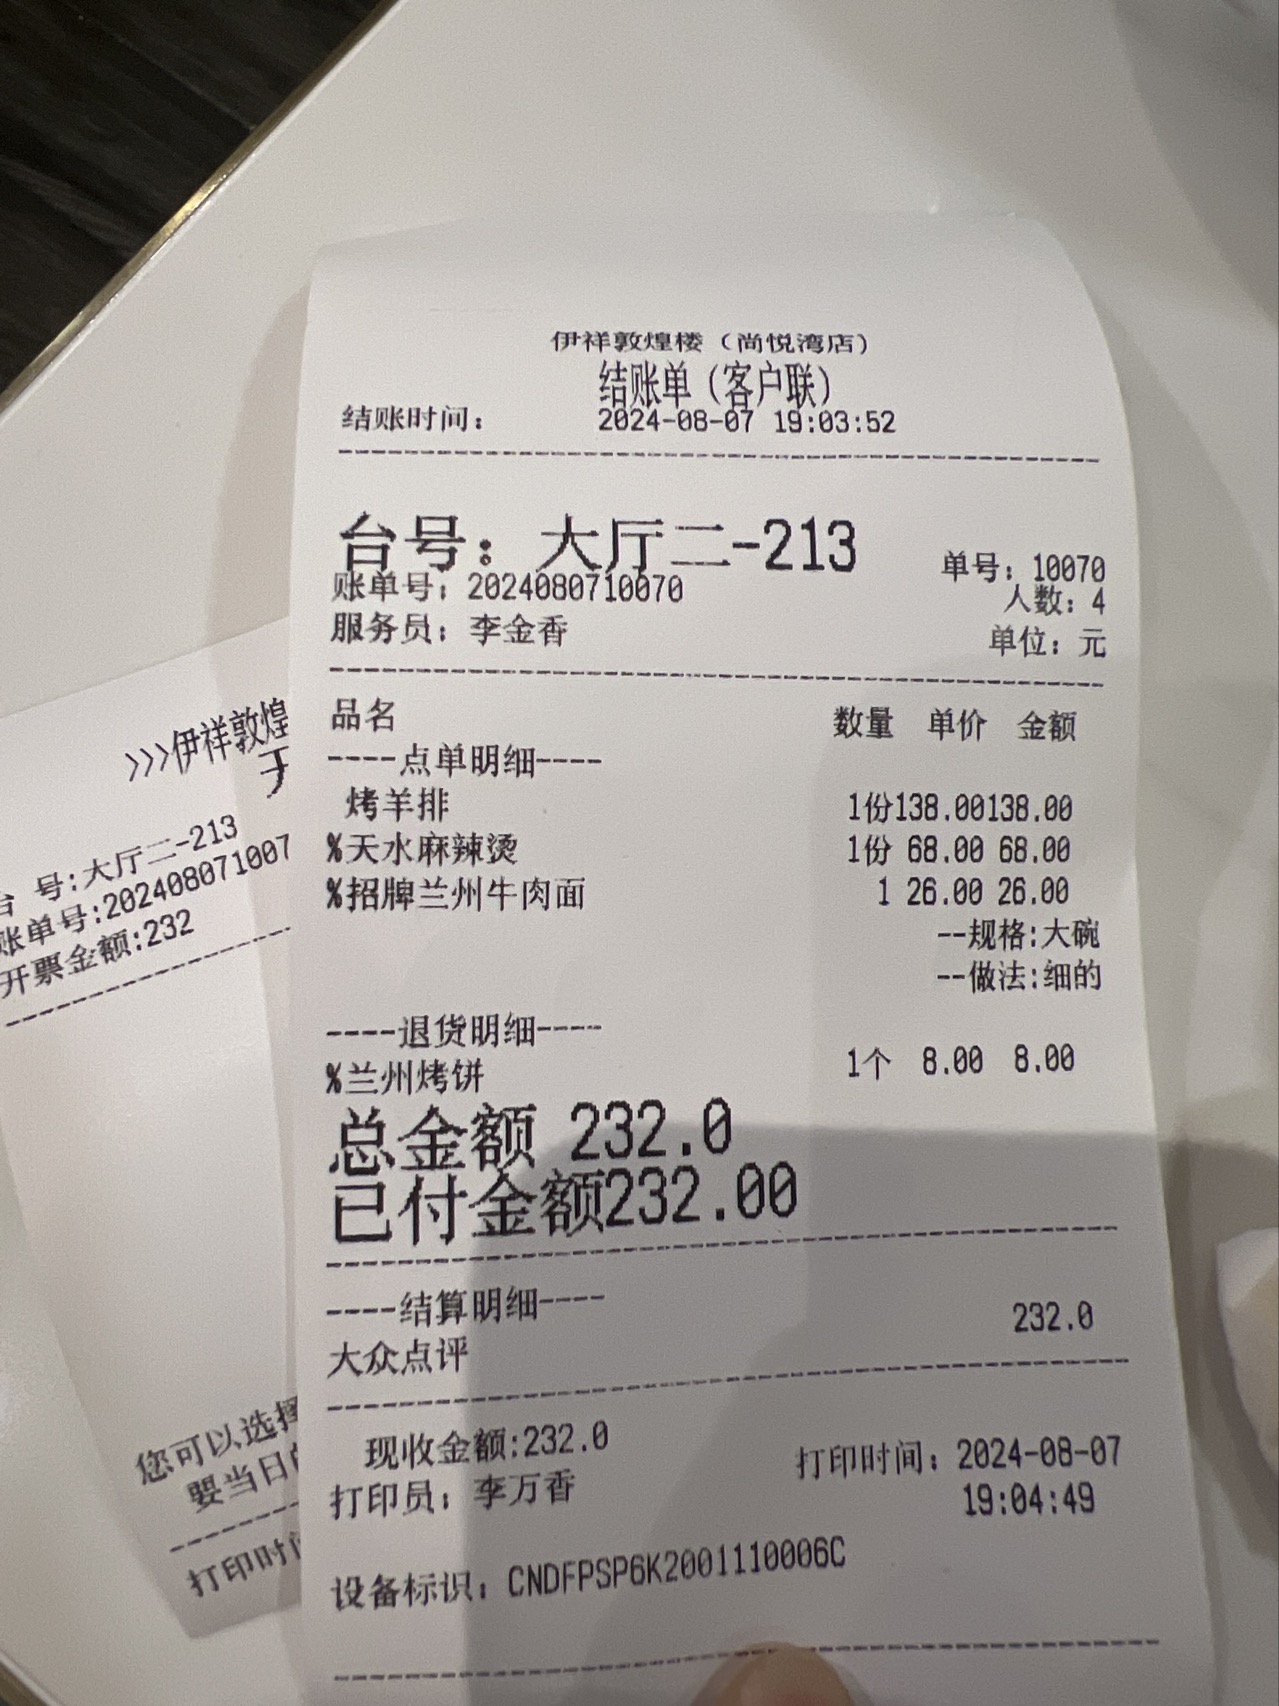 伊祥敦煌楼（尚悦湾店）
结账单（客户联）
结账时间： 2024-08-07 19:03:52
台号：大厅二-213
单号：10070
账单号：2024080710070
人数：4
服务员：李金香
单位：元
品名 数量 单价 金额
----点单明细----
烤羊排 1份138.00138.00
%天水麻辣烫 1份 68.00 68.00
%招牌兰州牛肉面 1 26.00 26.00
--规格:大碗
--做法:细的
----退货明细----
%兰州烤饼 1个 8.00 8.00
总金额 232.0
已付金额232.00
----结算明细----
大众点评 232.0
现收金额:232.0
打印员：李万香
打印时间：2024-08-07
19:04:49
设备标识：CNDFPSP6K2001110006C
>>>伊祥敦煌
台 号:大厅二-213
账单号:202408071007
开票金额:232
您可以选择
要当日
打印时间